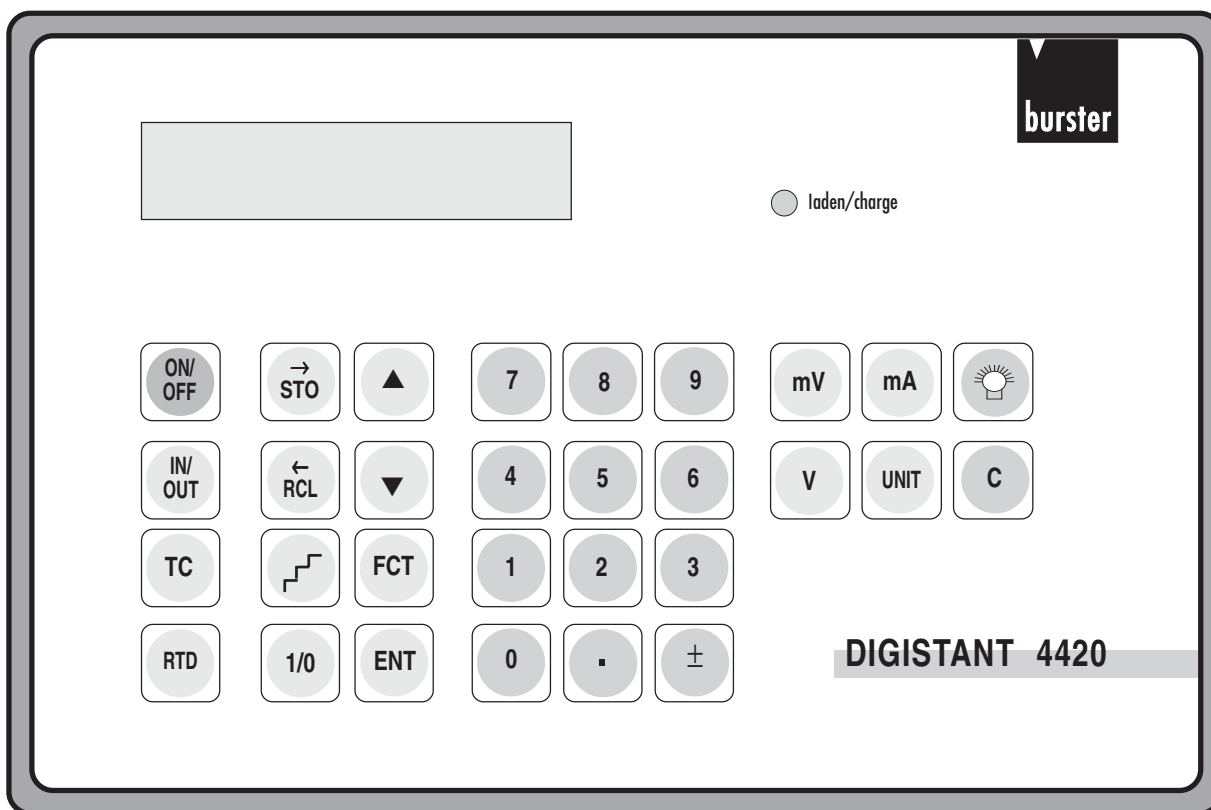 burster
laden/charge
ON/
OFF
→
STO
▲
7
8
9
mV
mA
IN/
OUT
←
RCL
▼
4
5
6
V
UNIT
C
TC
FCT
1
2
3
RTD
1/0
ENT
0
.
±
DIGISTANT 4420